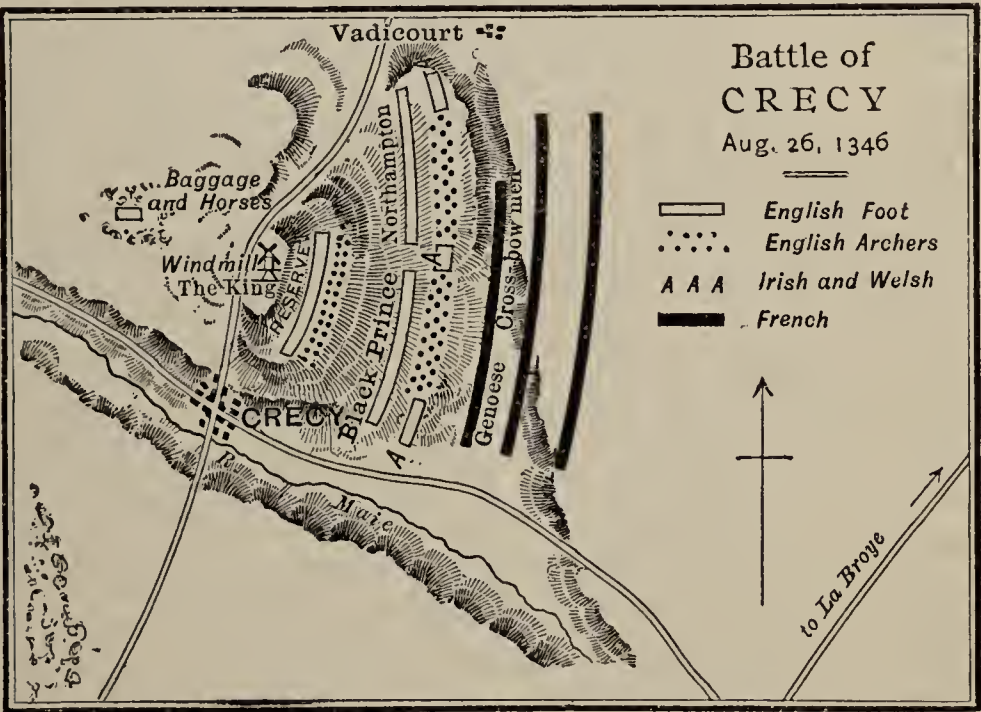 Vadicourt
Battle of
CRECY
Aug. 26, 1346
English Foot
English Archers
A A A Irish and Welsh
French
Baggage
and Horses
Windmill
The King
RESERVE
Northampton
Black Prince
A
A
Genoese Cross-bow men
CRECY
R. Maie
to La Broye